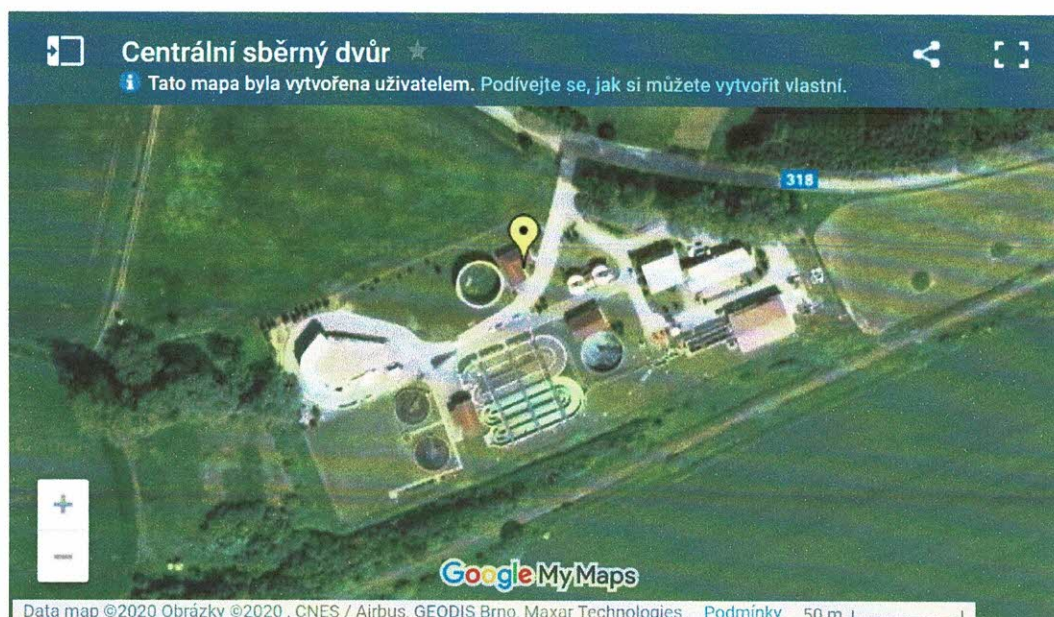 Centrální sběrný dvůr
Tato mapa byla vytvořena uživatelem. Podívejte se, jak si můžete vytvořit vlastní.
318
Google My Maps
Data map ©2020 Obrázky ©2020 , CNES / Airbus, GEODIS Brno, Maxar Technologies Podmínky 50 m